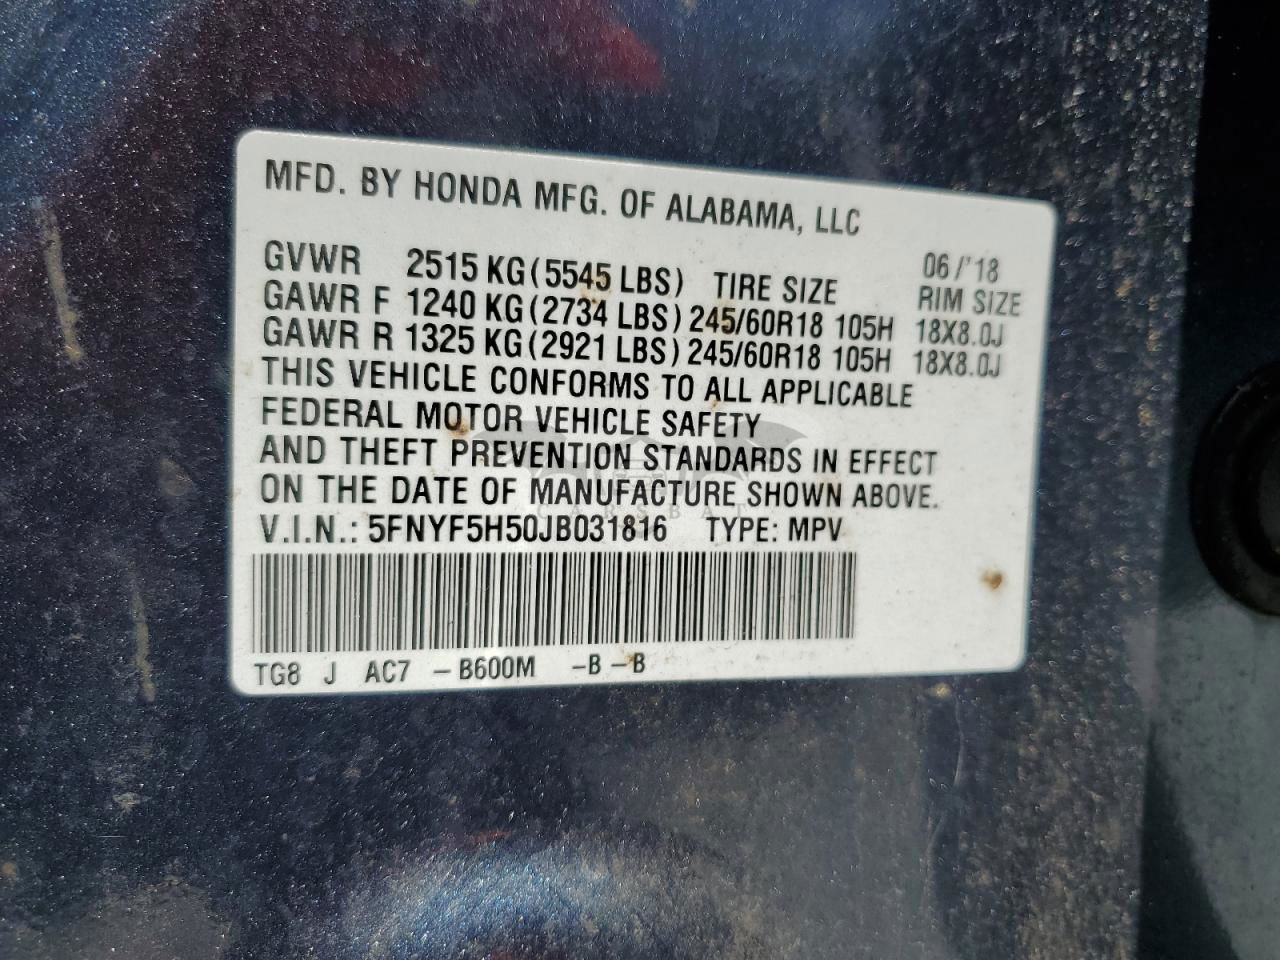 MFD. BY HONDA MFG. OF ALABAMA, LLC
06/'18
GVWR 2515 KG(5545 LBS) TIRE SIZE RIM SIZE
GAWR F 1240 KG(2734 LBS) 245/60R18 105H 18X8.0J
GAWR R 1325 KG(2921 LBS) 245/60R18 105H 18X8.0J
THIS VEHICLE CONFORMS TO ALL APPLICABLE
FEDERAL MOTOR VEHICLE SAFETY
AND THEFT PREVENTION STANDARDS IN EFFECT
ON THE DATE OF MANUFACTURE SHOWN ABOVE.
CARSBAT
V.I.N.: 5FNYF5H50JB031816 TYPE: MPV
TG8 J AC7 -B600M -B -B